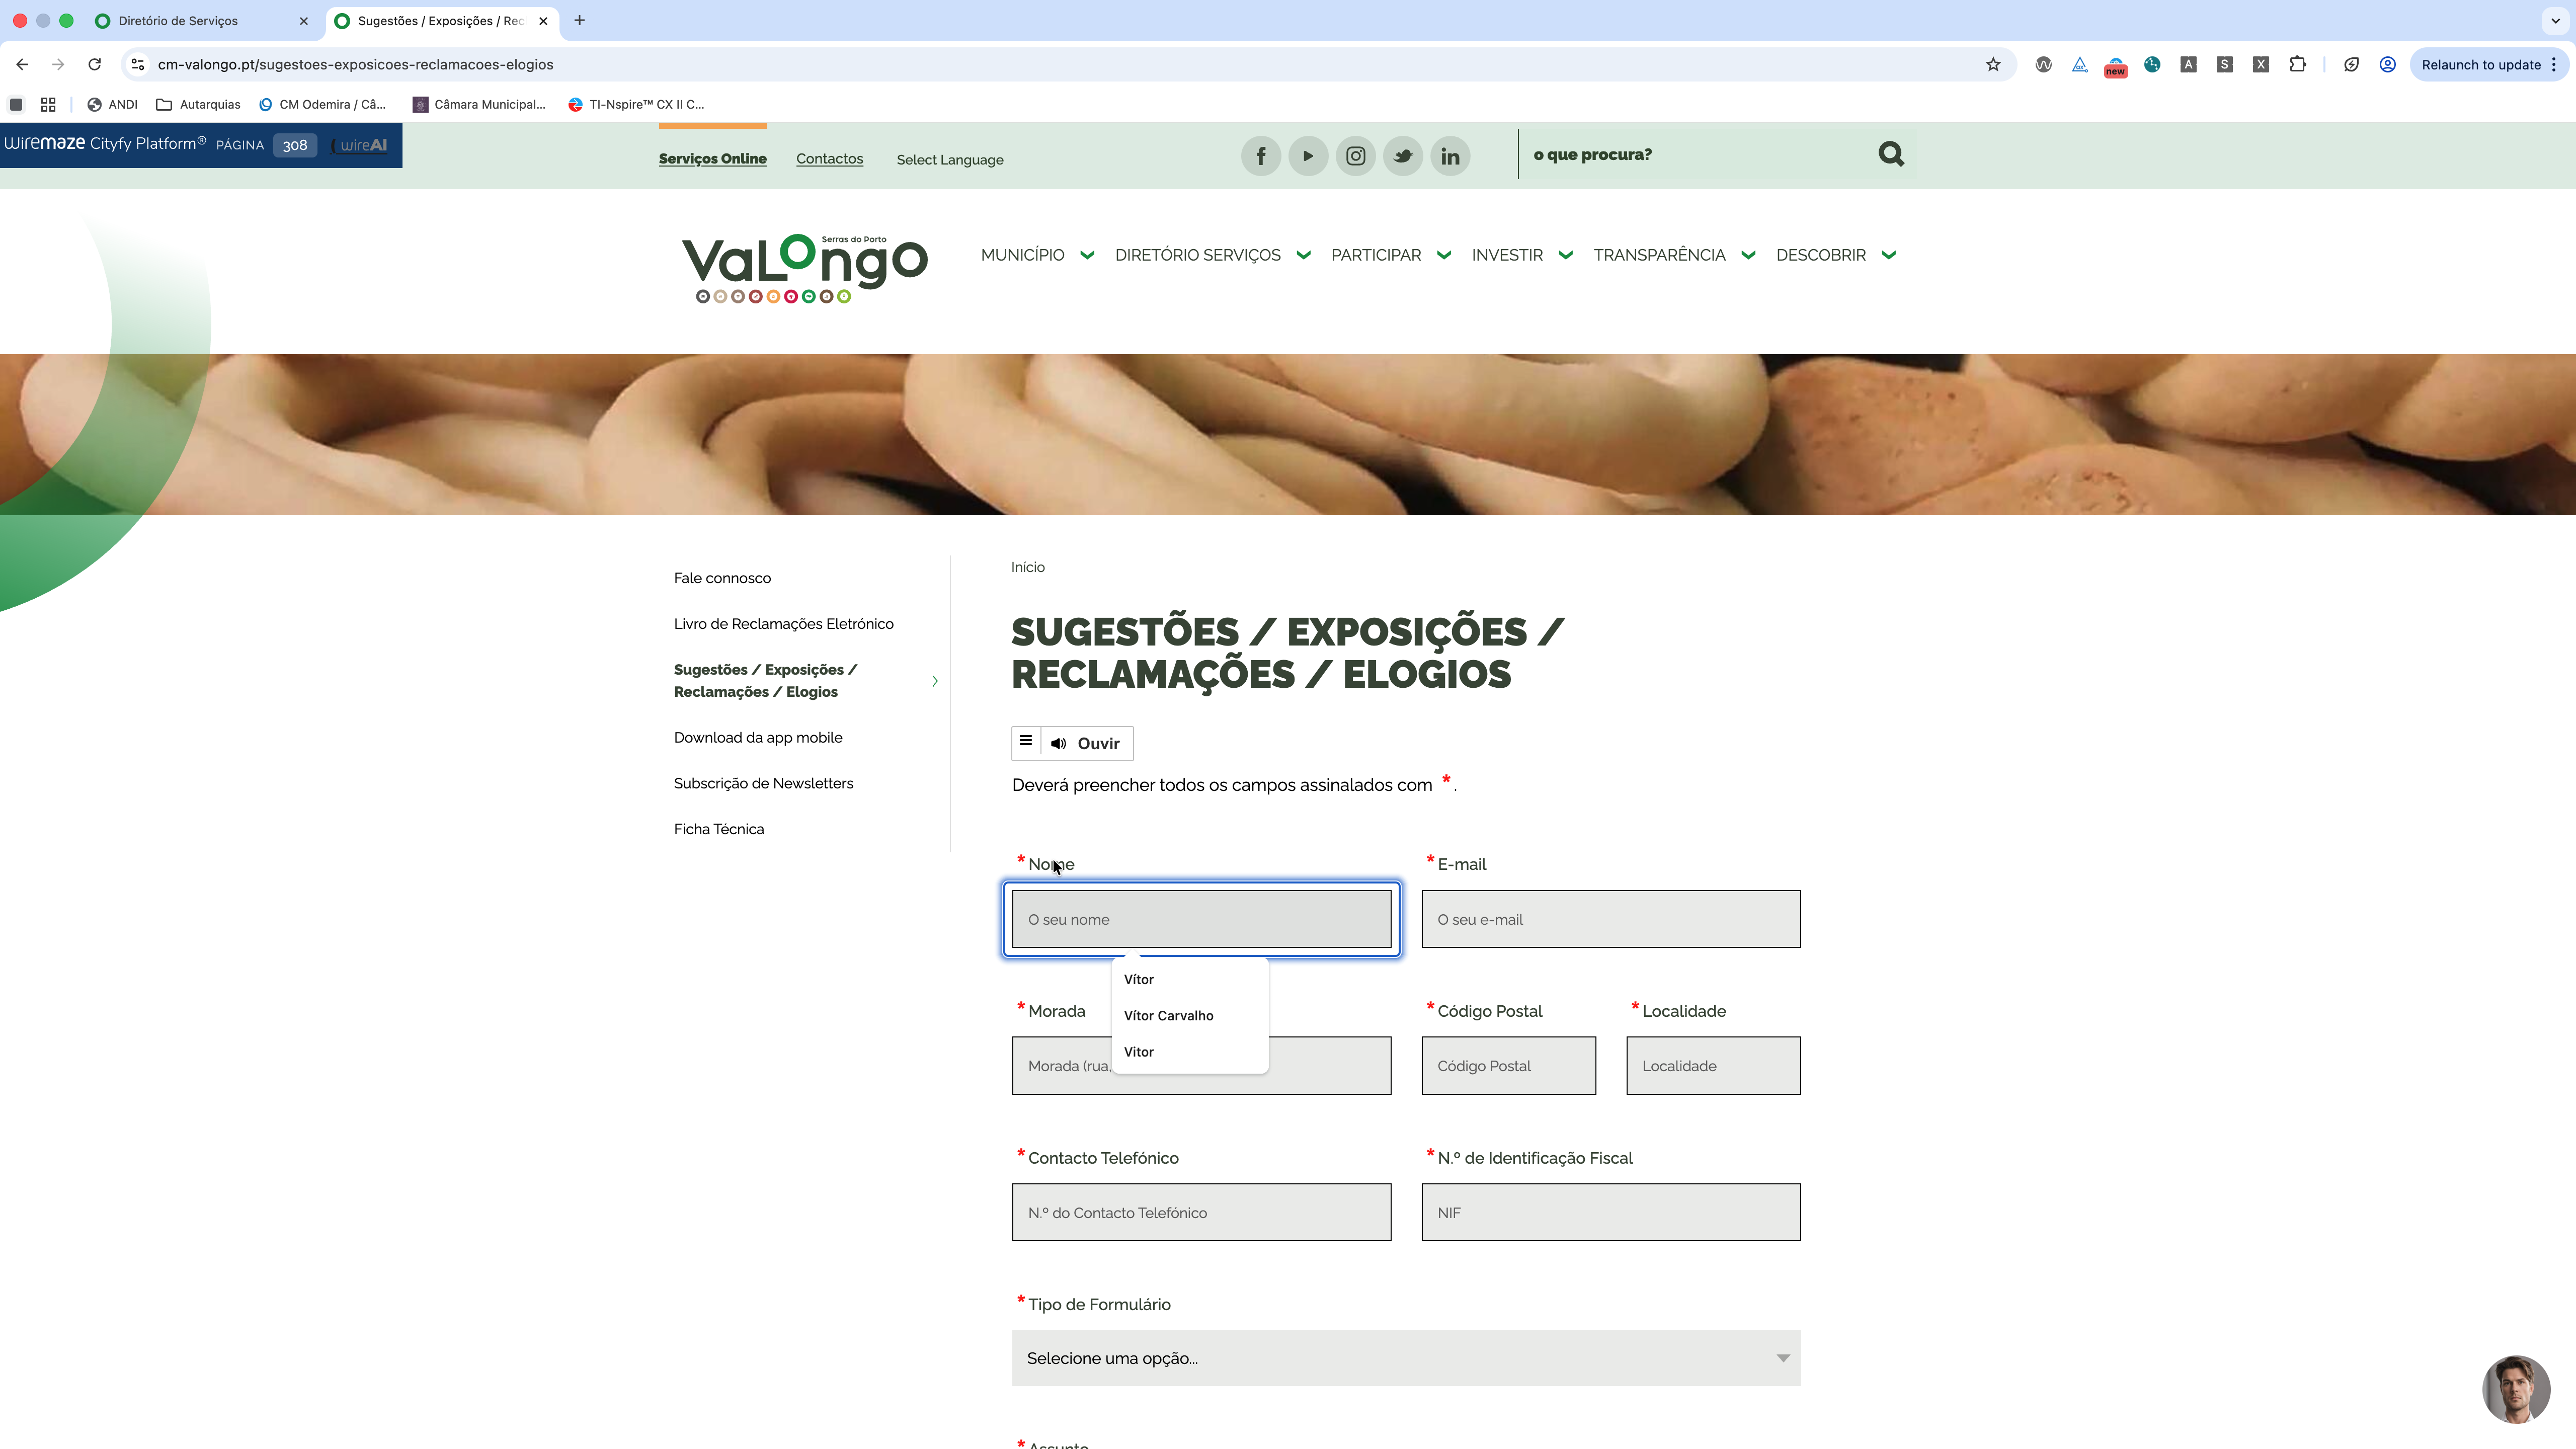 Diretório de Serviços
Sugestões / Exposições / Rec
cm-valongo.pt/sugestoes-exposicoes-reclamacoes-elogios
new
A
S
X
Relaunch to update
ANDI
Autarquias
CM Odemira / Câ...
Câmara Municipal...
TI-Nspire™ CX II C...
wiremaze Cityfy Platform® PÁGINA 308 wireAI
Serviços Online
Contactos
Select Language
o que procura?
Serras do Porto
VaLongo
MUNICÍPIO
DIRETÓRIO SERVIÇOS
PARTICIPAR
INVESTIR
TRANSPARÊNCIA
DESCOBRIR
Fale connosco
Livro de Reclamações Eletrónico
Sugestões / Exposições /
Reclamações / Elogios
Download da app mobile
Subscrição de Newsletters
Ficha Técnica
Início
SUGESTÕES / EXPOSIÇÕES /
RECLAMAÇÕES / ELOGIOS
Ouvir
Deverá preencher todos os campos assinalados com * .
* Nome
* E-mail
O seu nome
O seu e-mail
Vítor
Vítor Carvalho
Vitor
* Morada
* Código Postal
* Localidade
Morada (rua,
Código Postal
Localidade
* Contacto Telefónico
* N.º de Identificação Fiscal
N.º do Contacto Telefónico
NIF
* Tipo de Formulário
Selecione uma opção...
* Assunto